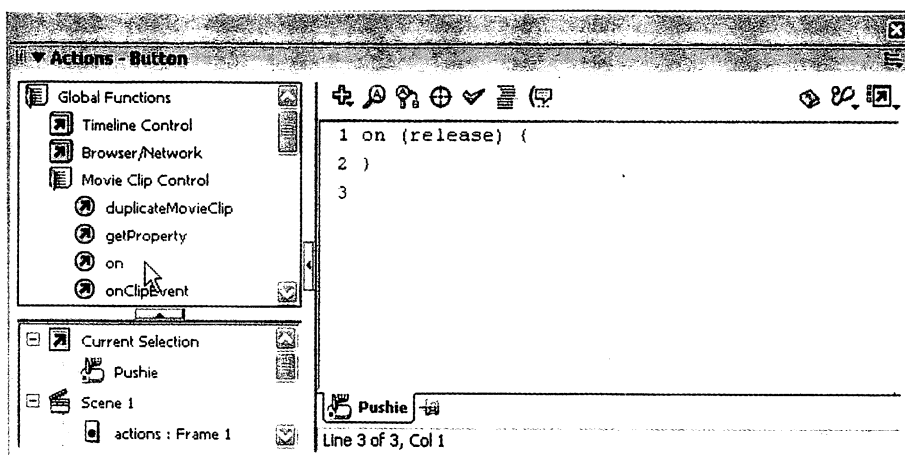 Actions - Button
Global Functions
Timeline Control
Browser/Network
Movie Clip Control
duplicateMovieClip
getProperty
on
onClipEvent
Current Selection
Pushie
Scene 1
actions : Frame 1
1 on (release) {
2 }
3
Pushie
Line 3 of 3, Col 1